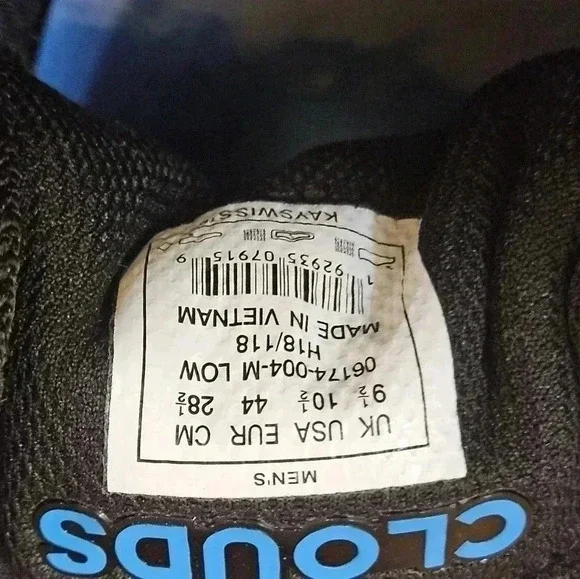 CLOUDS
MEN'S
UK USA EUR CM
9½ 10½ 44 28½
06174-004-M LOW
H18/118
MADE IN VIETNAM
1 92935 07915 9
KAYSWISS